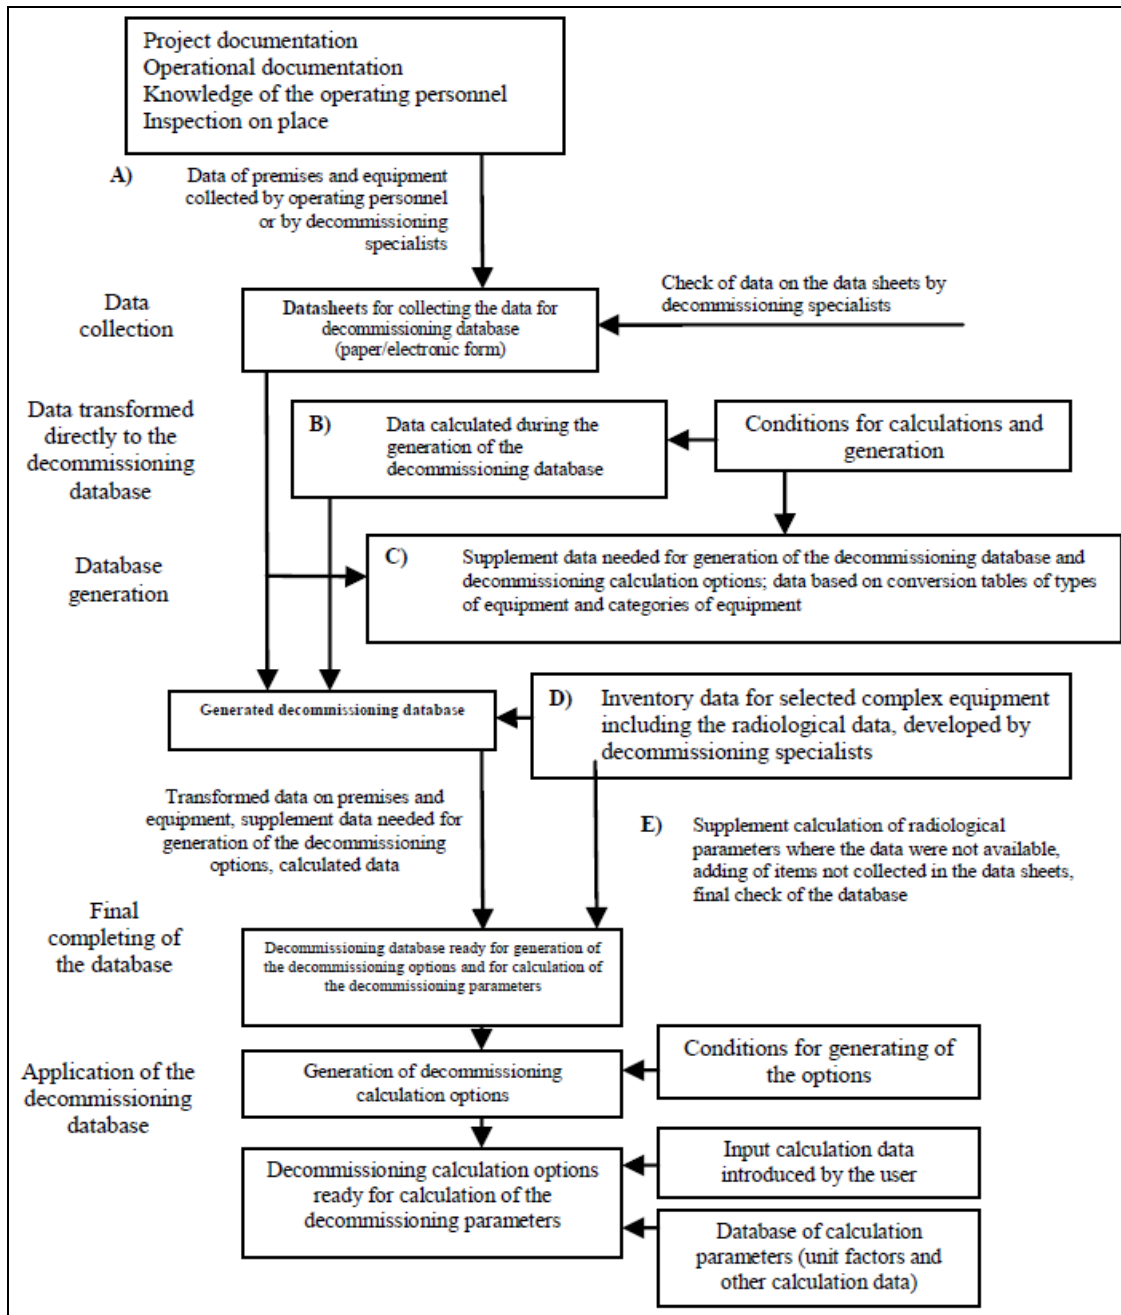 Project documentation
Operational documentation
Knowledge of the operating personnel
Inspection on place
A) Data of premises and equipment
collected by operating personnel
or by decommissioning
specialists
Data
collection
Datasheets for collecting the data for
decommissioning database
(paper/electronic form)
Check of data on the data sheets by
decommissioning specialists
Data transformed
directly to the
decommissioning
database
B) Data calculated during the
generation of the
decommissioning database
Conditions for calculations and
generation
Database
generation
C) Supplement data needed for generation of the decommissioning database and
decommissioning calculation options; data based on conversion tables of types
of equipment and categories of equipment
Generated decommissioning database
D) Inventory data for selected complex equipment
including the radiological data, developed by
decommissioning specialists
Transformed data on premises and
equipment, supplement data needed for
generation of the decommissioning
options, calculated data
E) Supplement calculation of radiological
parameters where the data were not available,
adding of items not collected in the data sheets,
final check of the database
Final
completing of
the database
Decommissioning database ready for generation of
the decommissioning options and for calculation of
the decommissioning parameters
Application of the
decommissioning
database
Generation of decommissioning
calculation options
Conditions for generating of
the options
Decommissioning calculation options
ready for calculation of the
decommissioning parameters
Input calculation data
introduced by the user
Database of calculation
parameters (unit factors and
other calculation data)